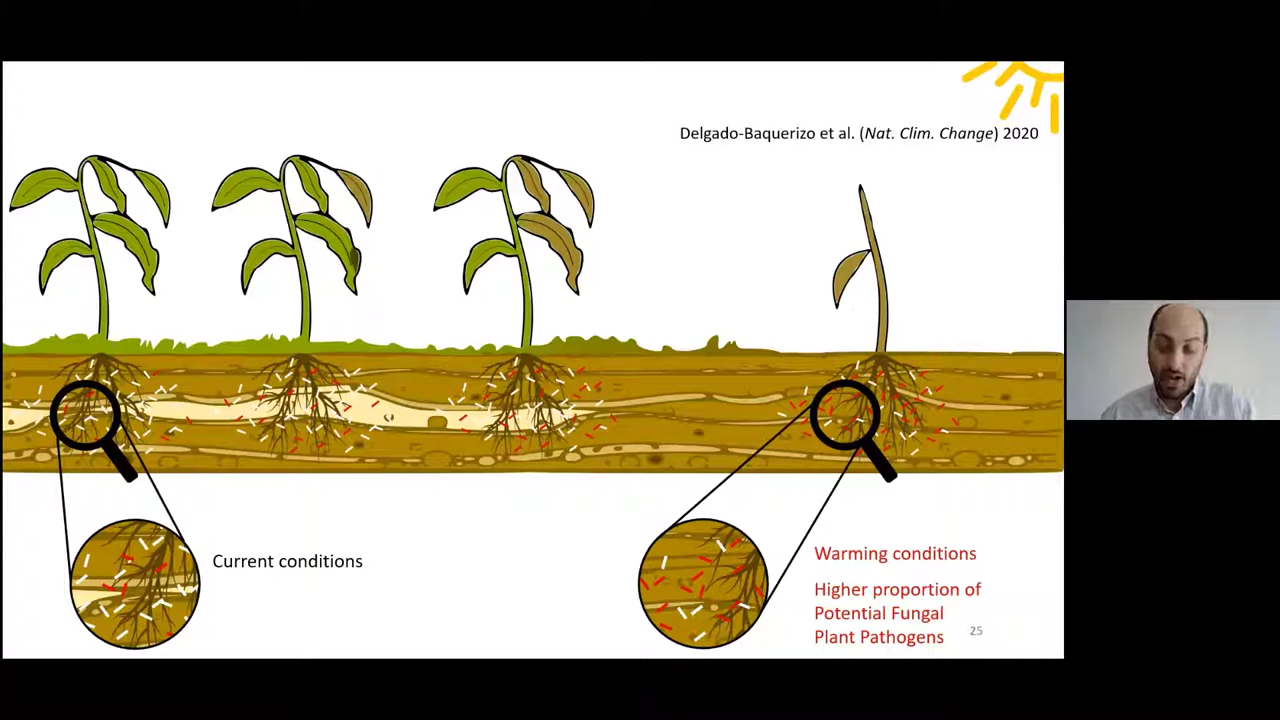 Delgado-Baquerizo et al. (Nat. Clim. Change) 2020
Current conditions
Warming conditions
Higher proportion of
Potential Fungal
Plant Pathogens
25